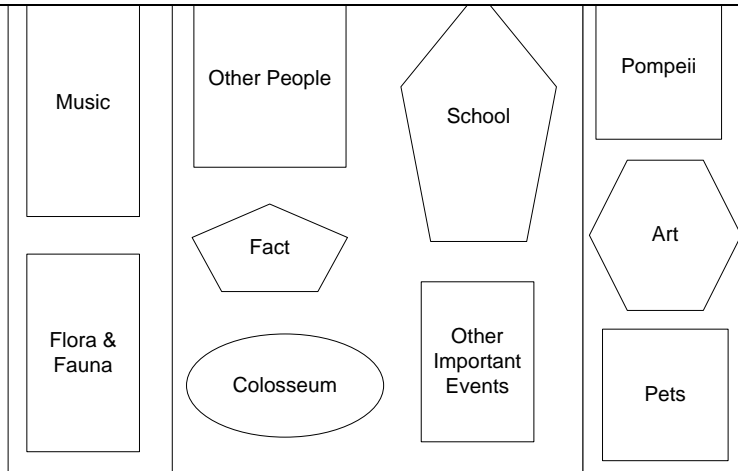 Music
Other People
School
Pompeii
Fact
Art
Flora &
Fauna
Colosseum
Other
Important
Events
Pets